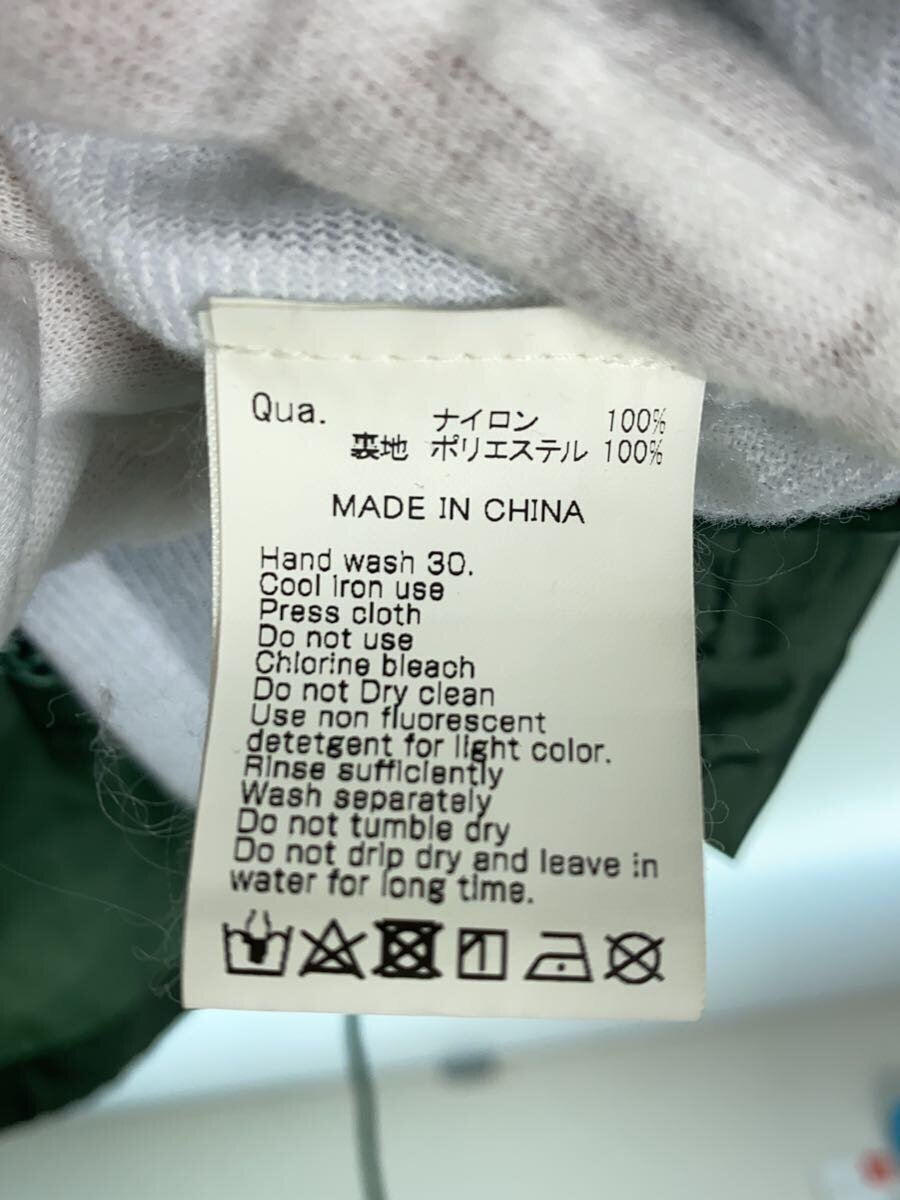 Qua. ナイロン 100%
裏地 ポリエステル 100%
MADE IN CHINA
Hand wash 30.
Cool iron use
Press cloth
Do not use
Chlorine bleach
Do not Dry clean
Use non fluorescent
detetgent for light color.
Rinse sufficiently
Wash separately
Do not tumble dry
Do not drip dry and leave in
water for long time.